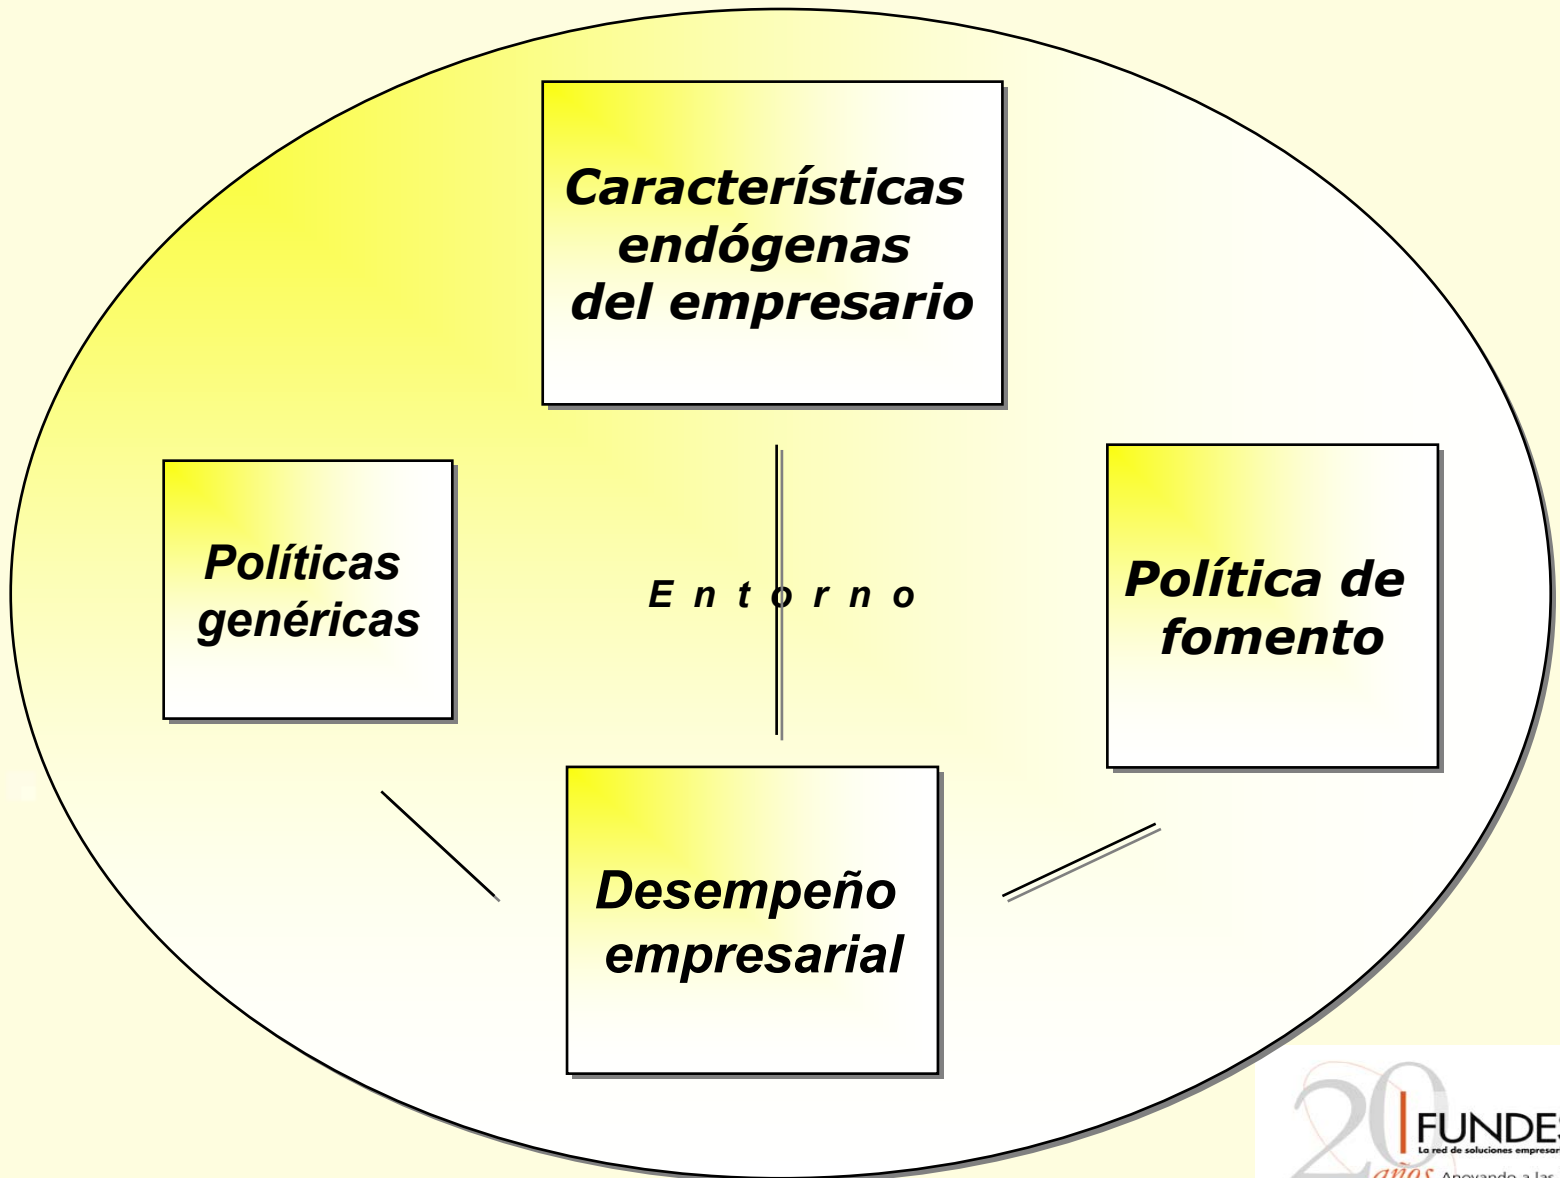 Características
endógenas
del empresario
Políticas
genéricas
E n t o r n o
Política de
fomento
Desempeño
empresarial
20
FUNDES
La red de soluciones empresar
años Apoyando a las